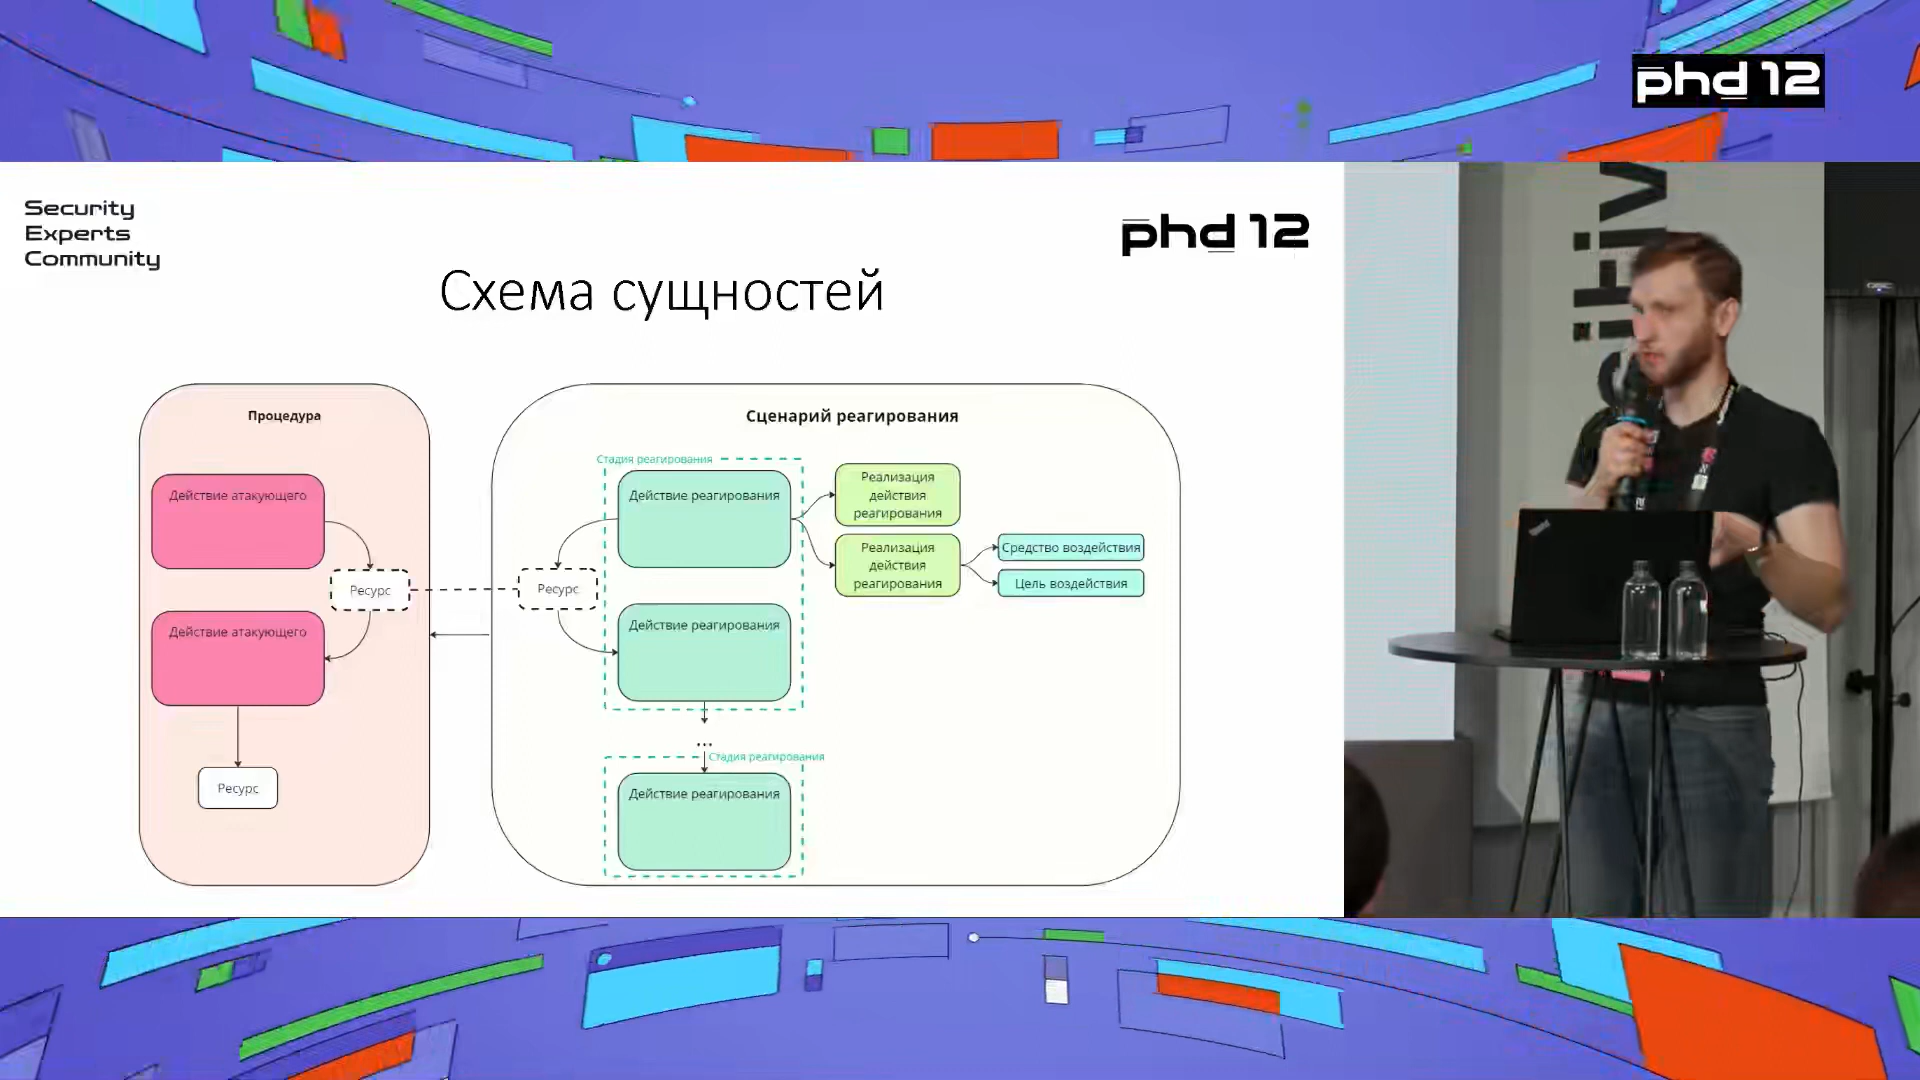 phd 12
Security
Experts
Community
phd 12
Схема сущностей
Процедура
Действие атакующего
Ресурс
Действие атакующего
Ресурс
Сценарий реагирования
Стадия реагирования
Действие реагирования
Реализация
действия
реагирования
Реализация
действия
реагирования
Средство воздействия
Цель воздействия
Ресурс
Действие реагирования
...
Стадия реагирования
Действие реагирования